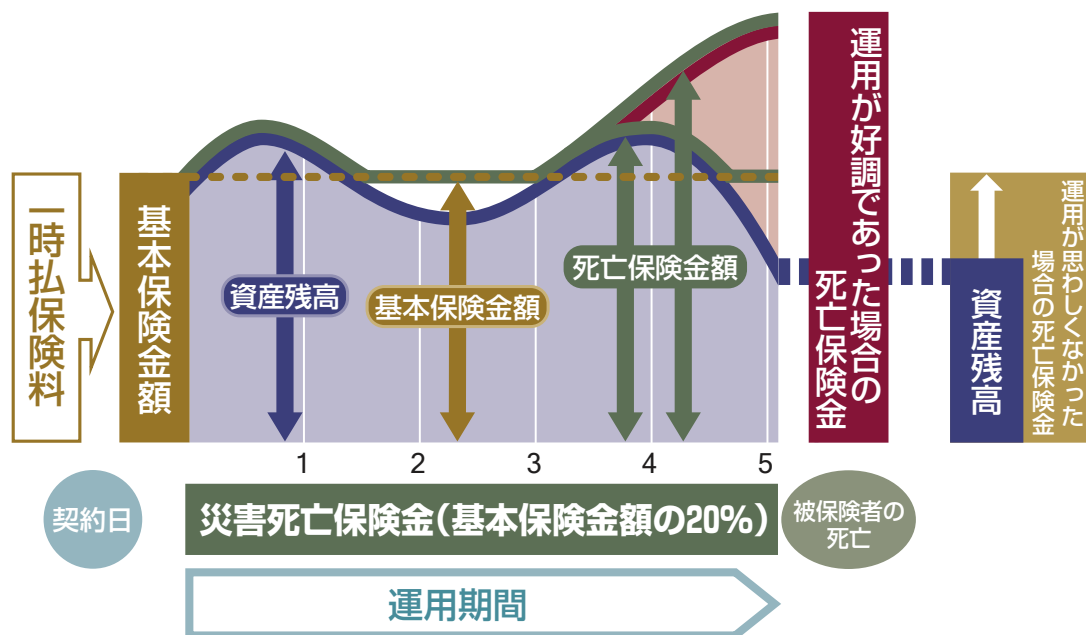 一時払保険料
基本保険金額
資産残高
基本保険金額
死亡保険金額
運用が好調であった場合の
死亡保険金
資産残高
運用が思わしくなかった
場合の死亡保険金
1 2 3 4 5
契約日
災害死亡保険金(基本保険金額の20%)
被保険者の
死亡
運用期間